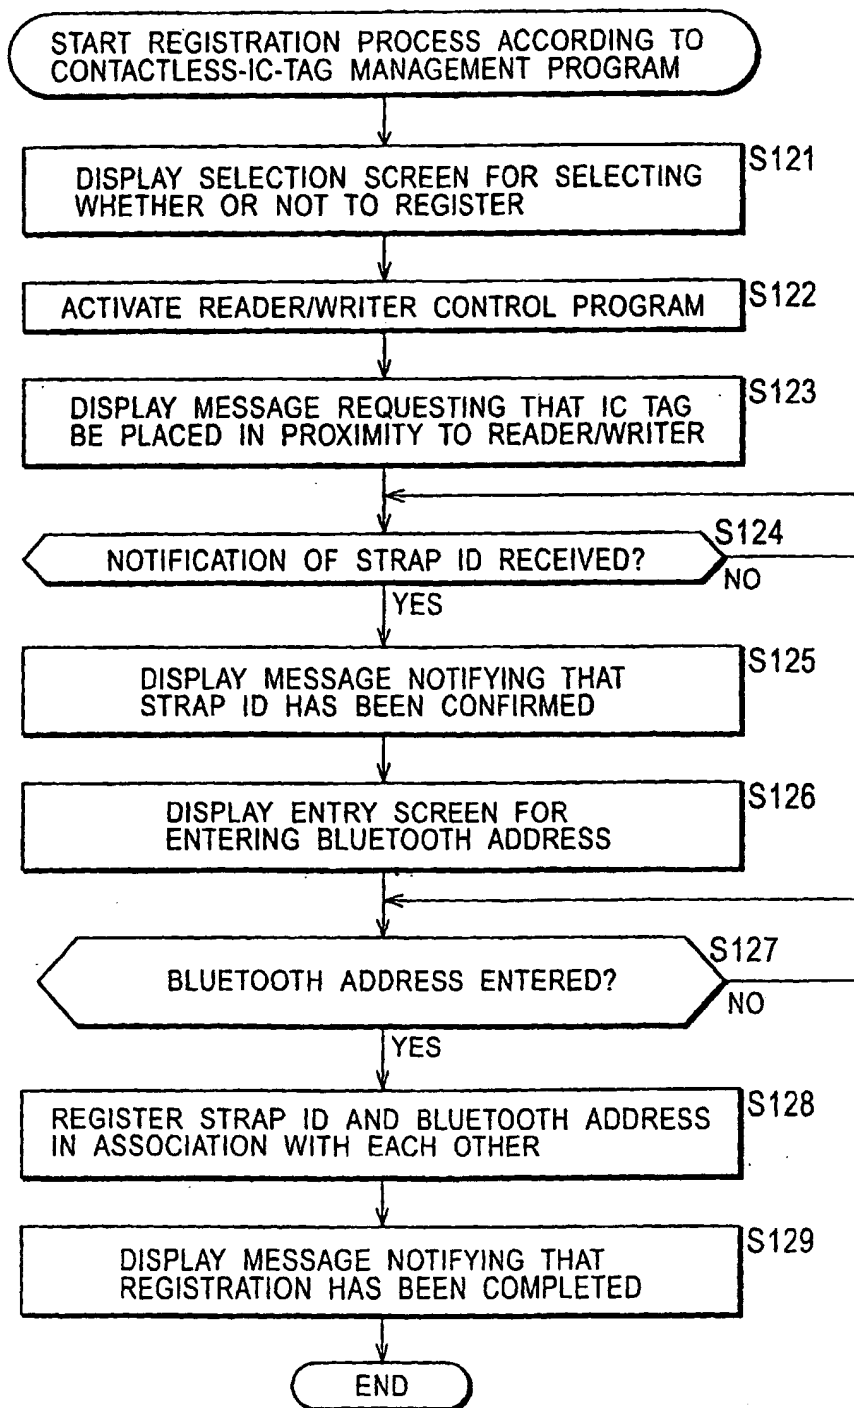 START REGISTRATION PROCESS ACCORDING TO
CONTACTLESS-IC-TAG MANAGEMENT PROGRAM
S121
DISPLAY SELECTION SCREEN FOR SELECTING
WHETHER OR NOT TO REGISTER
S122
ACTIVATE READER/WRITER CONTROL PROGRAM
S123
DISPLAY MESSAGE REQUESTING THAT IC TAG
BE PLACED IN PROXIMITY TO READER/WRITER
S124
NOTIFICATION OF STRAP ID RECEIVED?
NO
YES
S125
DISPLAY MESSAGE NOTIFYING THAT
STRAP ID HAS BEEN CONFIRMED
S126
DISPLAY ENTRY SCREEN FOR
ENTERING BLUETOOTH ADDRESS
S127
BLUETOOTH ADDRESS ENTERED?
NO
YES
S128
REGISTER STRAP ID AND BLUETOOTH ADDRESS
IN ASSOCIATION WITH EACH OTHER
S129
DISPLAY MESSAGE NOTIFYING THAT
REGISTRATION HAS BEEN COMPLETED
END